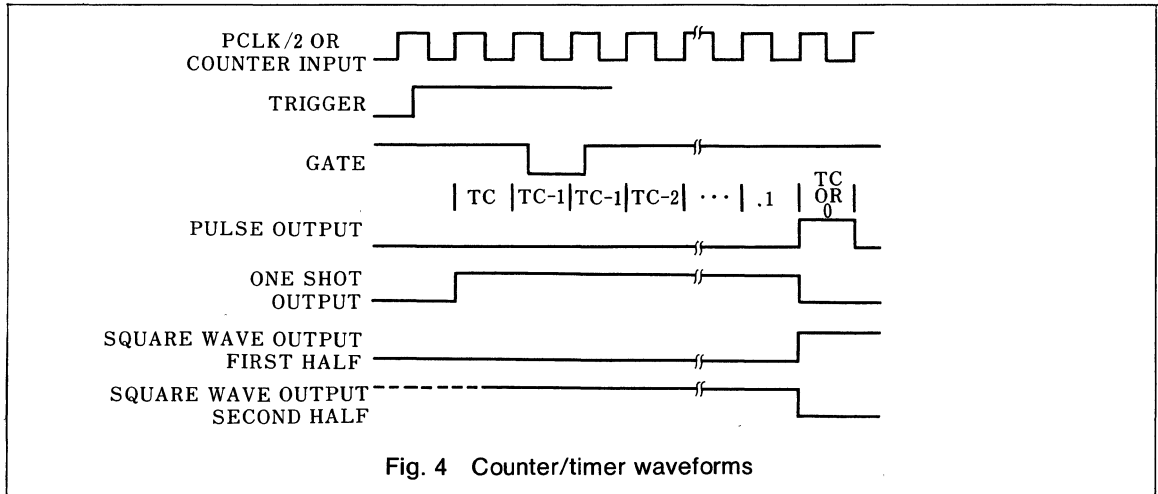 PCLK/2 OR
COUNTER INPUT
TRIGGER
GATE
TC TC-1 TC-1 TC-2 ··· .1 TC
OR
0
PULSE OUTPUT
ONE SHOT
OUTPUT
SQUARE WAVE OUTPUT
FIRST HALF
SQUARE WAVE OUTPUT
SECOND HALF
Fig. 4 Counter/timer waveforms